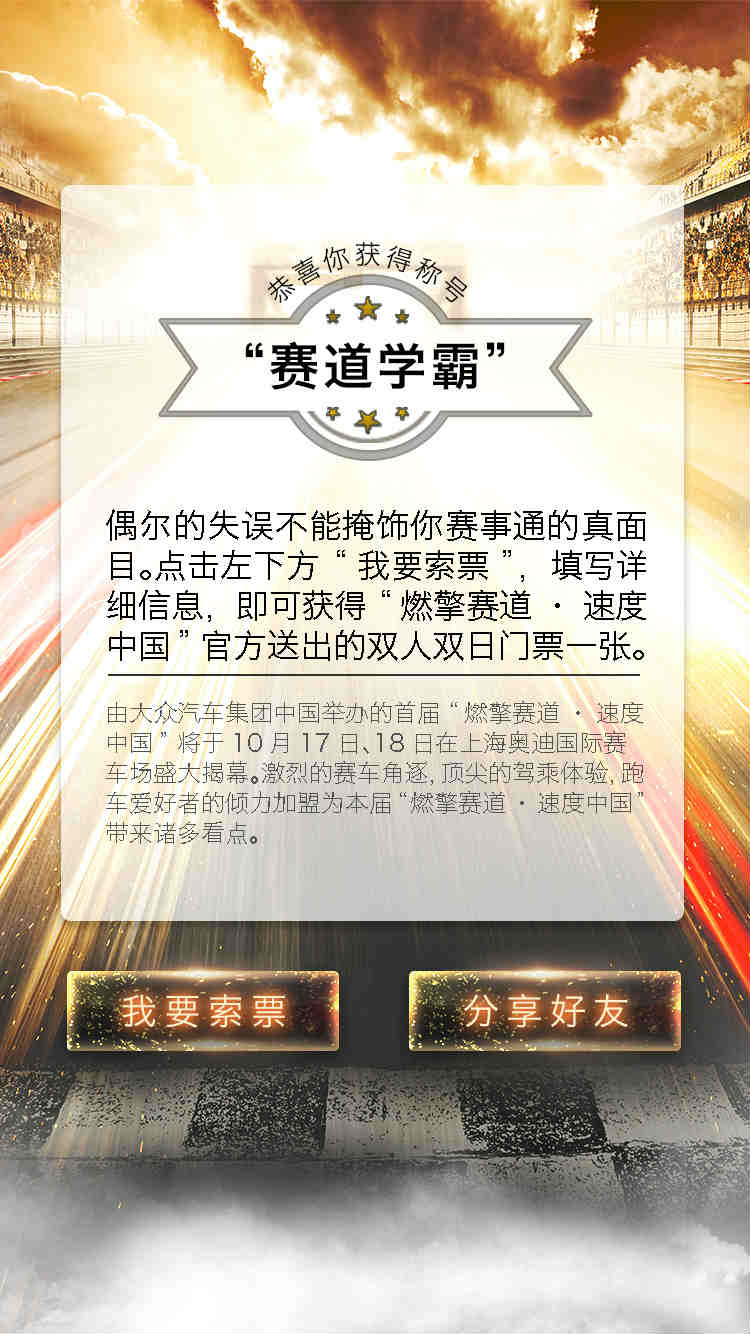 恭喜你获得称号
“赛道学霸”
偶尔的失误不能掩饰你赛事通的真面
目。点击左下方“我要索票”，填写详
细信息，即可获得“燃擎赛道 · 速度
中国”官方送出的双人双日门票一张。
由大众汽车集团中国举办的首届“燃擎赛道 · 速度
中国”将于 10 月 17 日、18 日在上海奥迪国际赛
车场盛大揭幕。激烈的赛车角逐，顶尖的驾乘体验，跑
车爱好者的倾力加盟为本届“燃擎赛道 · 速度中国”
带来诸多看点。
我要索票
分享好友